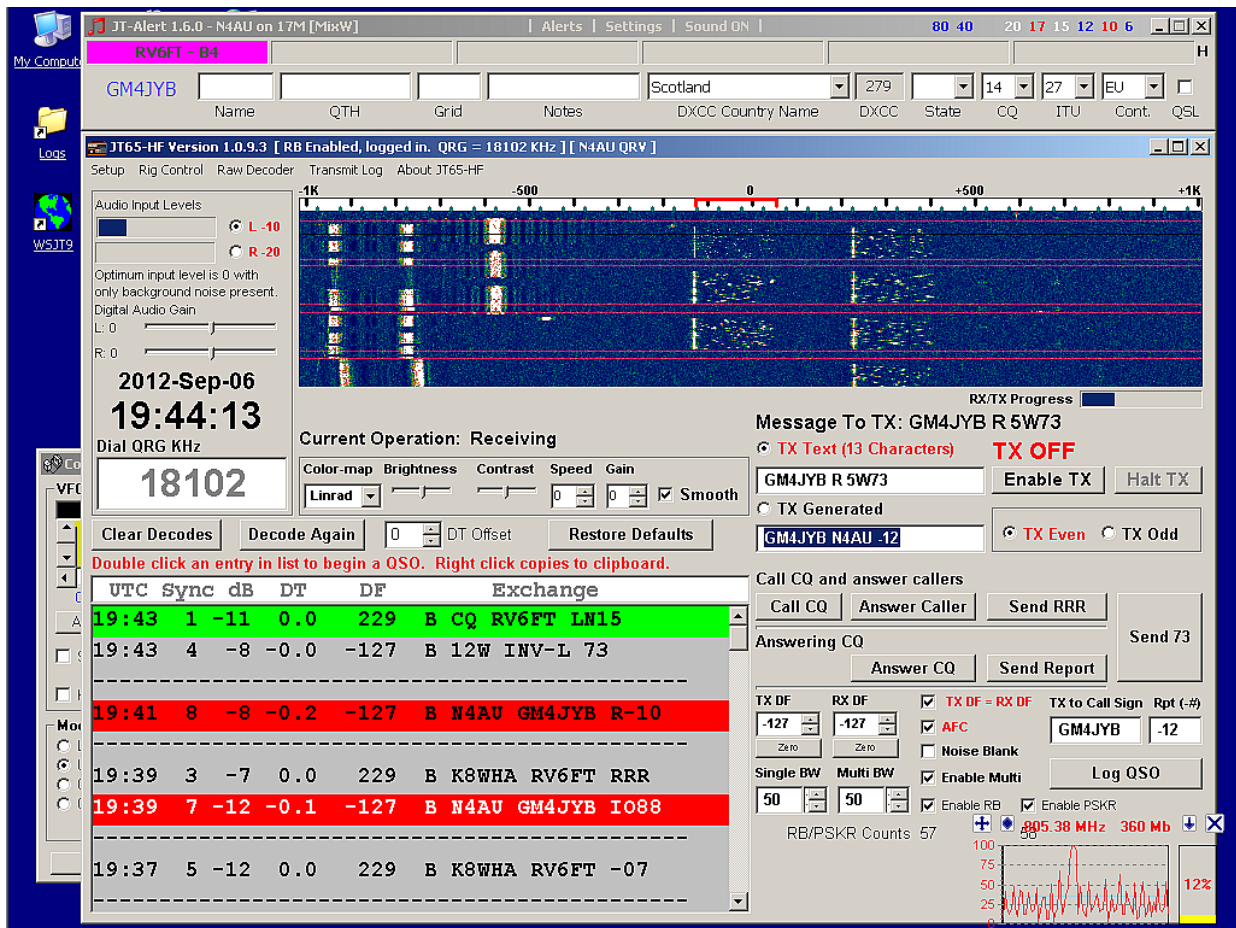 JT-Alert 1.6.0 - N4AU on 17M [MixW] | Alerts | Settings | Sound ON | 80 40 20 17 15 12 10 6
RV6FT - B4 H
My Compute
GM4JYB Scotland 279 14 27 EU
Name QTH Grid Notes DXCC Country Name DXCC State CQ ITU Cont. QSL
Logs
WSJT9
JT65-HF Version 1.0.9.3 [ RB Enabled, logged in. QRG = 18102 KHz ] [ N4AU QRV ]
Setup Rig Control Raw Decoder Transmit Log About JT65-HF
-1K -500 0 +500 +1K
Audio Input Levels
L -10
R -20
Optimum input level is 0 with
only background noise present.
Digital Audio Gain
L: 0
R: 0
2012-Sep-06
19:44:13
Dial QRG KHz
18102
Current Operation: Receiving
Color-map Brightness Contrast Speed Gain
Linrad 0 0 Smooth
RX/TX Progress
Message To TX: GM4JYB R 5W73
TX Text (13 Characters) TX OFF
GM4JYB R 5W73 Enable TX Halt TX
TX Generated
GM4JYB N4AU -12 TX Even TX Odd
Clear Decodes Decode Again 0 DT Offset Restore Defaults
Double click an entry in list to begin a QSO. Right click copies to clipboard.
UTC Sync dB DT DF Exchange
19:43 1 -11 0.0 229 B CQ RV6FT LN15
19:43 4 -8 -0.0 -127 B 12W INV-L 73
------------------------------------------------
19:41 8 -8 -0.2 -127 B N4AU GM4JYB R-10
------------------------------------------------
19:39 3 -7 0.0 229 B K8WHA RV6FT RRR
19:39 7 -12 -0.1 -127 B N4AU GM4JYB IO88
------------------------------------------------
19:37 5 -12 0.0 229 B K8WHA RV6FT -07
------------------------------------------------
Call CQ and answer callers
Call CQ Answer Caller Send RRR
Send 73
Answering CQ
Answer CQ Send Report
TX DF RX DF TX DF = RX DF TX to Call Sign Rpt (-#)
-127 -127 AFC GM4JYB -12
Zero Zero Noise Blank
Single BW Multi BW Enable Multi Log QSO
50 50 Enable RB Enable PSKR
RB/PSKR Counts 57
805.38 MHz 360 Mb
100
75
50
25
0
12%
Co
VFO
Mod